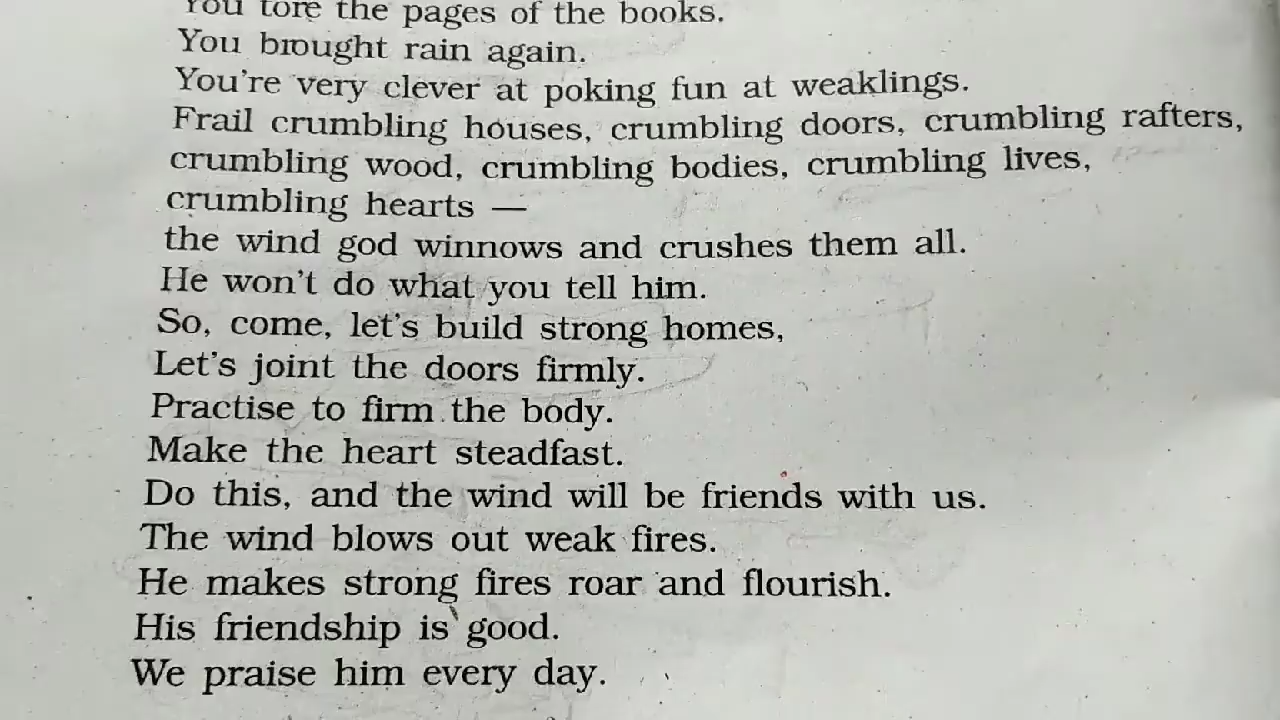 You tore the pages of the books.
You brought rain again.
You're very clever at poking fun at weaklings.
Frail crumbling houses, crumbling doors, crumbling rafters,
crumbling wood, crumbling bodies, crumbling lives,
crumbling hearts —
the wind god winnows and crushes them all.
He won't do what you tell him.
So, come, let's build strong homes,
Let's joint the doors firmly.
Practise to firm the body.
Make the heart steadfast.
Do this, and the wind will be friends with us.
The wind blows out weak fires.
He makes strong fires roar and flourish.
His friendship is good.
We praise him every day.